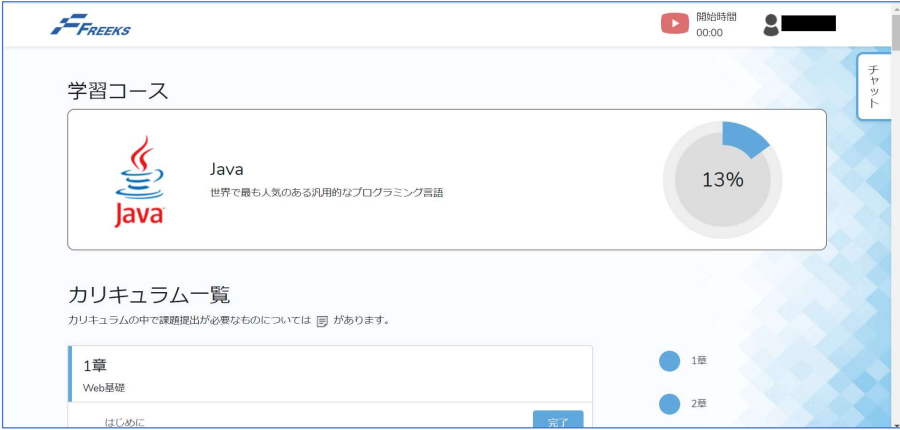 FREEKS
開始時間
00:00
チャット
学習コース
Java
Java
世界で最も人気のある汎用的なプログラミング言語
13%
カリキュラム一覧
カリキュラムの中で課題提出が必要なものについては があります。
1章
Web基礎
はじめに
完了
1章
2章